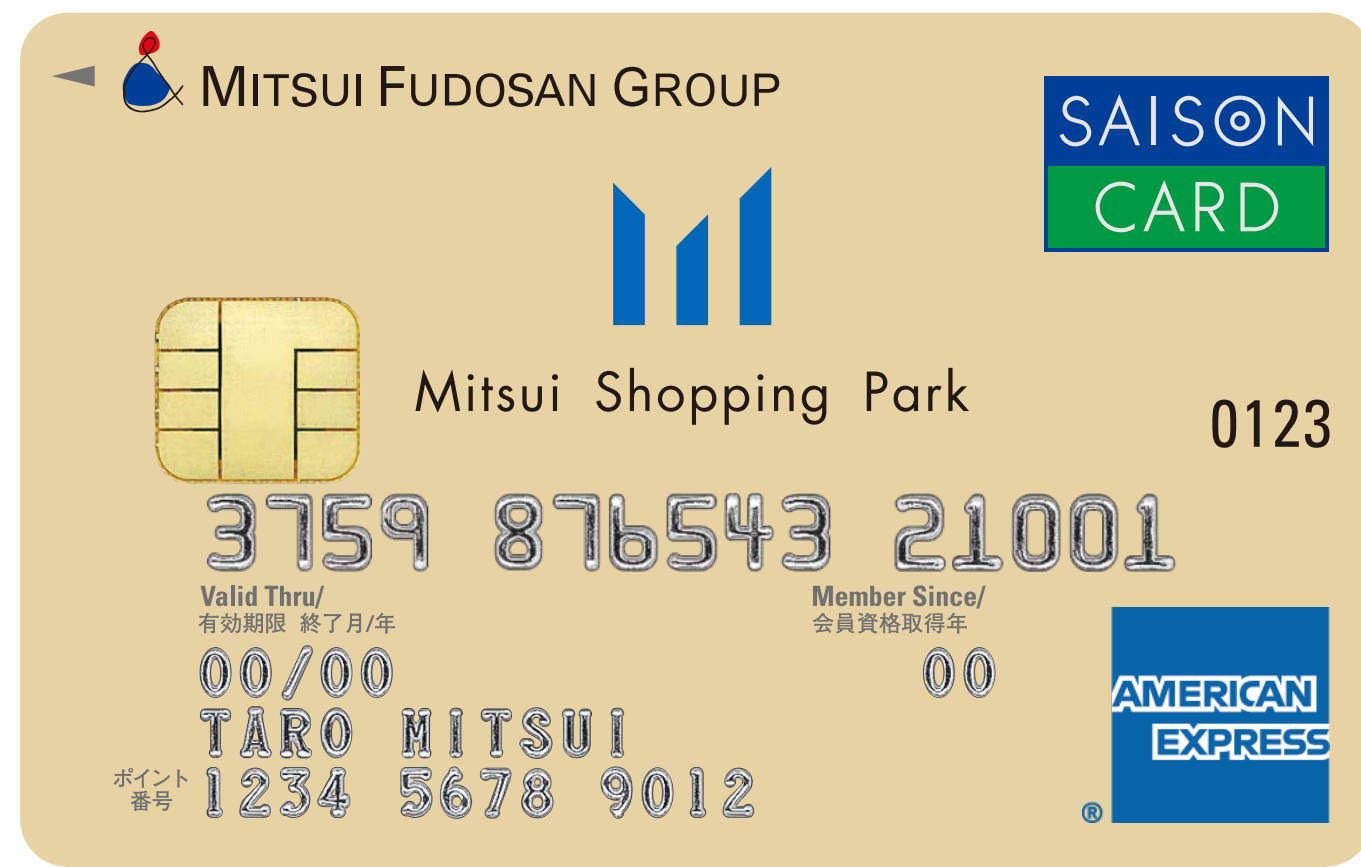 MITSUI FUDOSAN GROUP
SAISON
CARD
Mitsui Shopping Park
0123
3759 876543 21001
Valid Thru/
有効期限 終了月/年
Member Since/
会員資格取得年
00/00
00
TARO MITSUI
ポイント
番号
1234 5678 9012
AMERICAN
EXPRESS
®